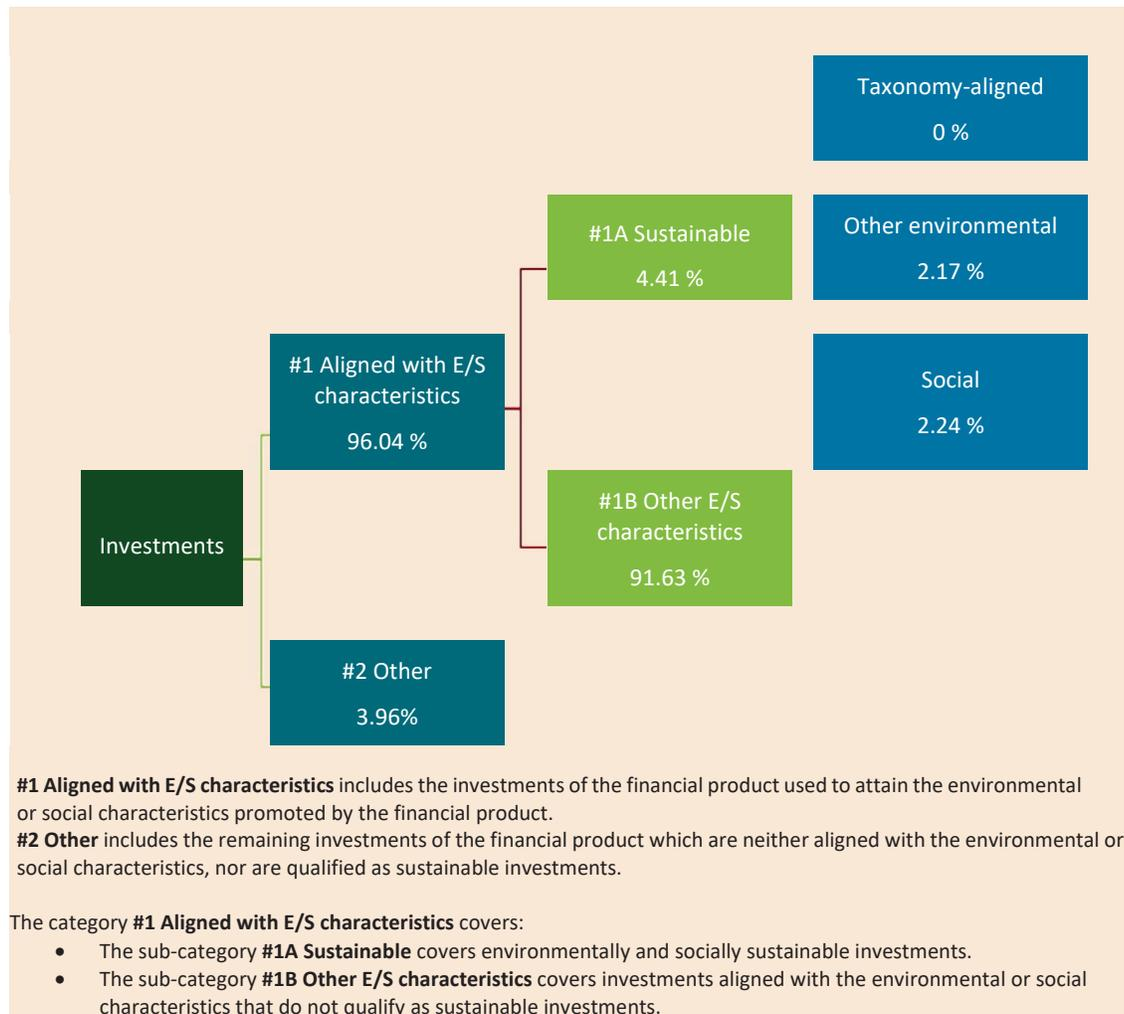 Taxonomy-aligned
0 %
#1A Sustainable
4.41 %
Other environmental
2.17 %
#1 Aligned with E/S
characteristics
96.04 %
Social
2.24 %
Investments
#1B Other E/S
characteristics
91.63 %
#2 Other
3.96%
#1 Aligned with E/S characteristics includes the investments of the financial product used to attain the environmental
or social characteristics promoted by the financial product.
#2 Other includes the remaining investments of the financial product which are neither aligned with the environmental or
social characteristics, nor are qualified as sustainable investments.
The category #1 Aligned with E/S characteristics covers:
• The sub-category #1A Sustainable covers environmentally and socially sustainable investments.
• The sub-category #1B Other E/S characteristics covers investments aligned with the environmental or social
characteristics that do not qualify as sustainable investments.